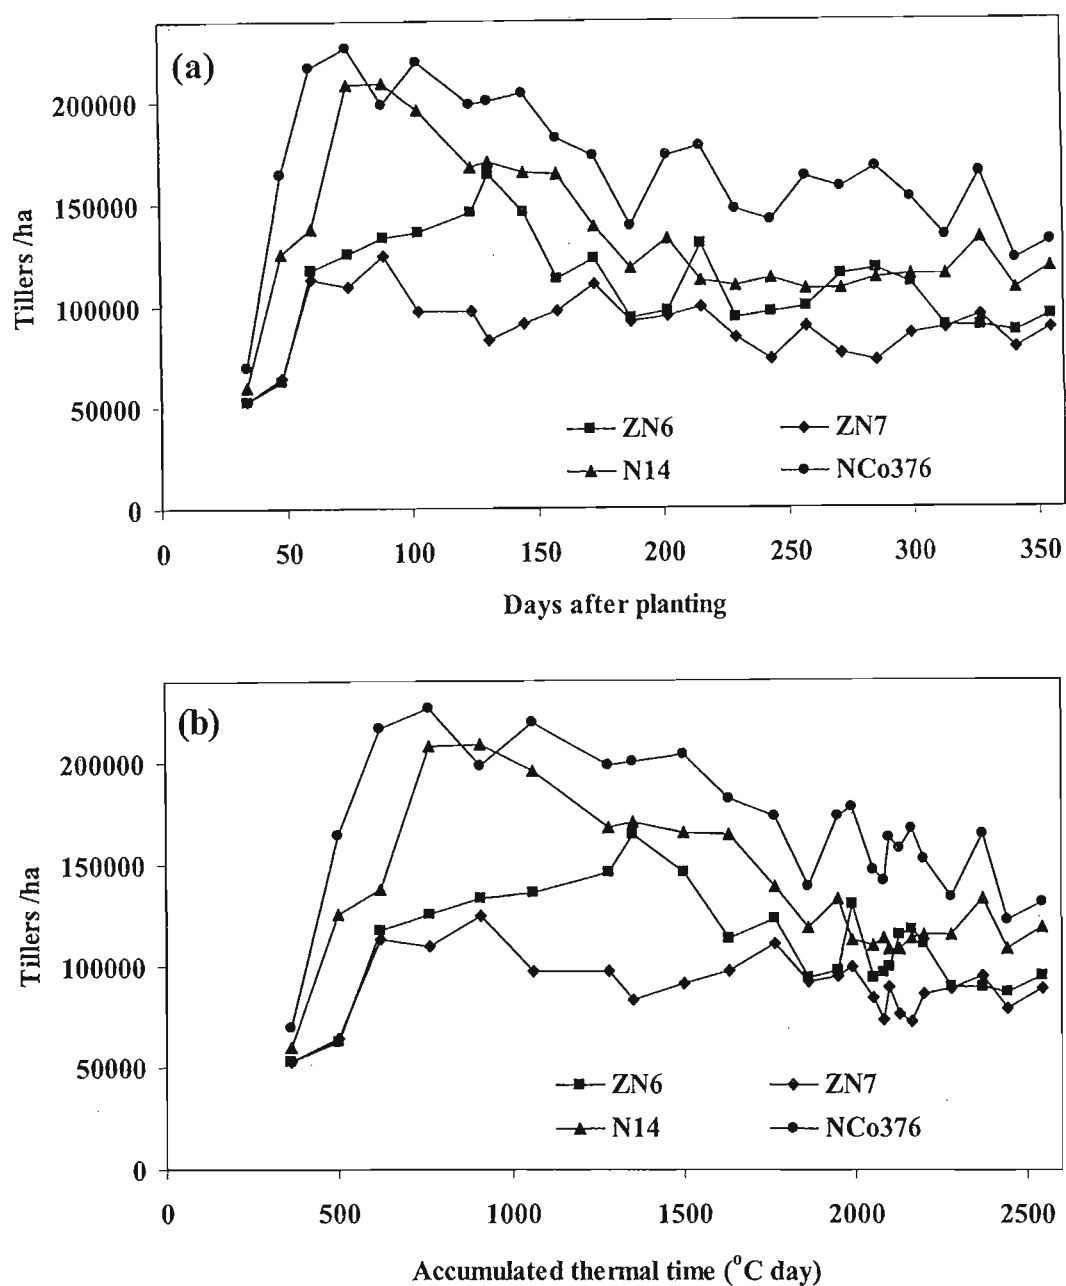 (a)
200000
150000
100000
50000
0
Tillers /ha
ZN6 ZN7
N14 NCo376
0 50 100 150 200 250 300 350
Days after planting
(b)
200000
150000
100000
50000
0
Tillers /ha
ZN6 ZN7
N14 NCo376
0 500 1000 1500 2000 2500
Accumulated thermal time (°C day)